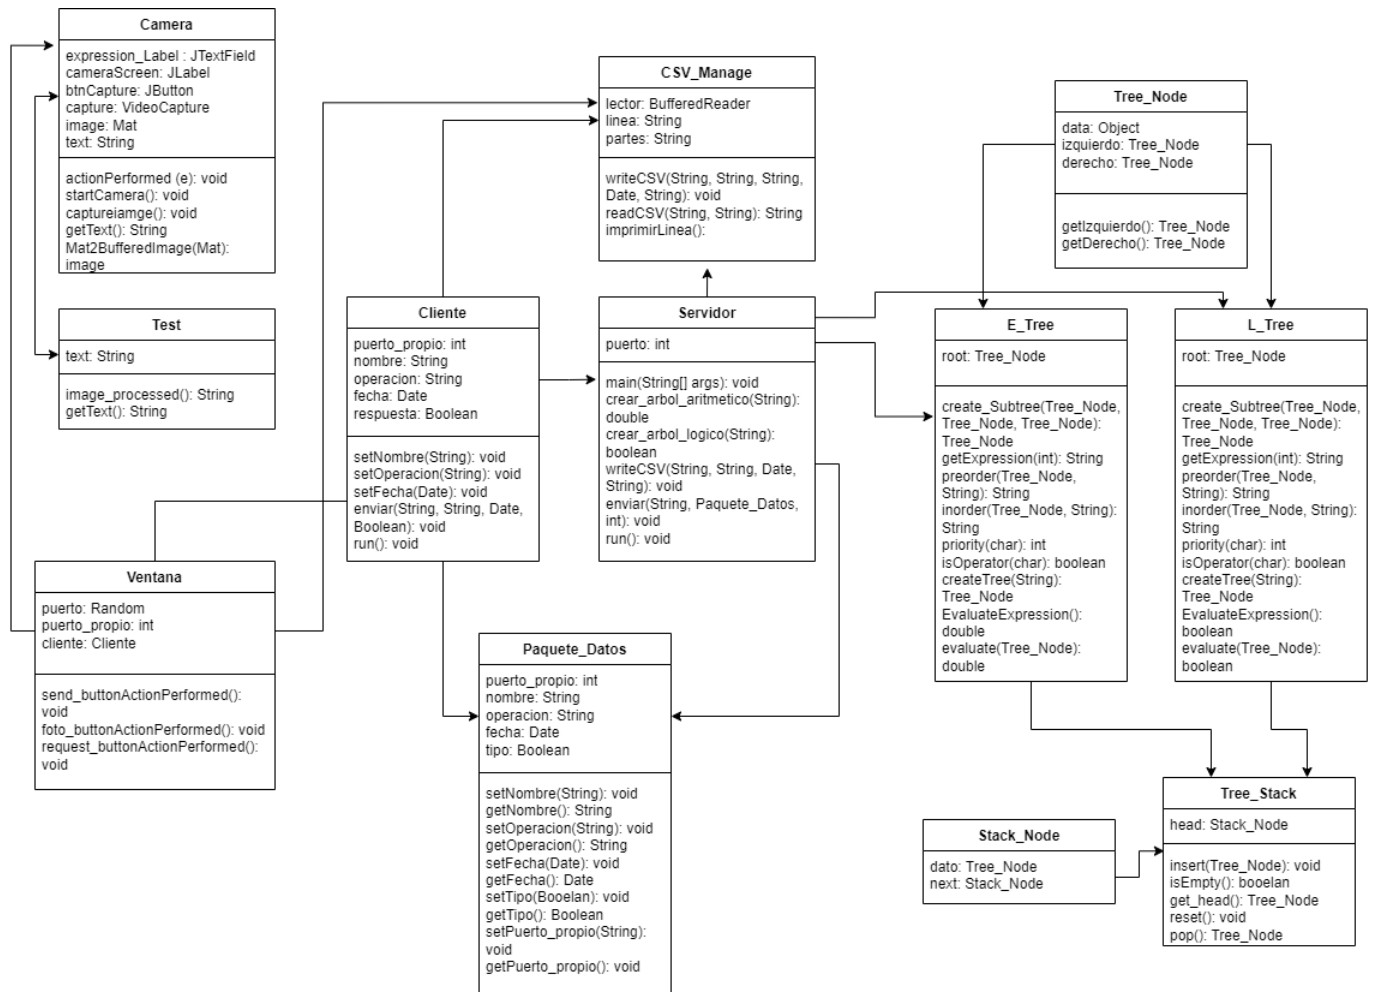 Camera
expression_Label : JTextField
cameraScreen: JLabel
btnCapture: JButton
capture: VideoCapture
image: Mat
text: String
actionPerformed (e): void
startCamera(): void
captureiamge(): void
getText(): String
Mat2BufferedImage(Mat):
image
Test
text: String
image_processed(): String
getText(): String
CSV_Manage
lector: BufferedReader
linea: String
partes: String
writeCSV(String, String, String,
Date, String): void
readCSV(String, String): String
imprimirLinea():
Tree_Node
data: Object
izquierdo: Tree_Node
derecho: Tree_Node
getIzquierdo(): Tree_Node
getDerecho(): Tree_Node
Cliente
puerto_propio: int
nombre: String
operacion: String
fecha: Date
respuesta: Boolean
setNombre(String): void
setOperacion(String): void
setFecha(Date): void
enviar(String, String, Date,
Boolean): void
run(): void
Servidor
puerto: int
main(String[] args): void
crear_arbol_aritmetico(String):
double
crear_arbol_logico(String):
boolean
writeCSV(String, String, Date,
String): void
enviar(String, Paquete_Datos,
int): void
run(): void
E_Tree
root: Tree_Node
create_Subtree(Tree_Node,
Tree_Node, Tree_Node):
Tree_Node
getExpression(int): String
preorder(Tree_Node,
String): String
inorder(Tree_Node, String):
String
priority(char): int
isOperator(char): boolean
createTree(String):
Tree_Node
EvaluateExpression():
double
evaluate(Tree_Node):
double
L_Tree
root: Tree_Node
create_Subtree(Tree_Node,
Tree_Node, Tree_Node):
Tree_Node
getExpression(int): String
preorder(Tree_Node,
String): String
inorder(Tree_Node, String):
String
priority(char): int
isOperator(char): boolean
createTree(String):
Tree_Node
EvaluateExpression():
boolean
evaluate(Tree_Node):
boolean
Ventana
puerto: Random
puerto_propio: int
cliente: Cliente
send_buttonActionPerformed():
void
foto_buttonActionPerformed(): void
request_buttonActionPerformed():
void
Paquete_Datos
puerto_propio: int
nombre: String
operacion: String
fecha: Date
tipo: Boolean
setNombre(String): void
getNombre(): String
setOperacion(String): void
getOperacion(): String
setFecha(Date): void
getFecha(): Date
setTipo(Booelan): void
getTipo(): Boolean
setPuerto_propio(String):
void
getPuerto_propio(): void
Stack_Node
dato: Tree_Node
next: Stack_Node
Tree_Stack
head: Stack_Node
insert(Tree_Node): void
isEmpty(): booelan
get_head(): Tree_Node
reset(): void
pop(): Tree_Node